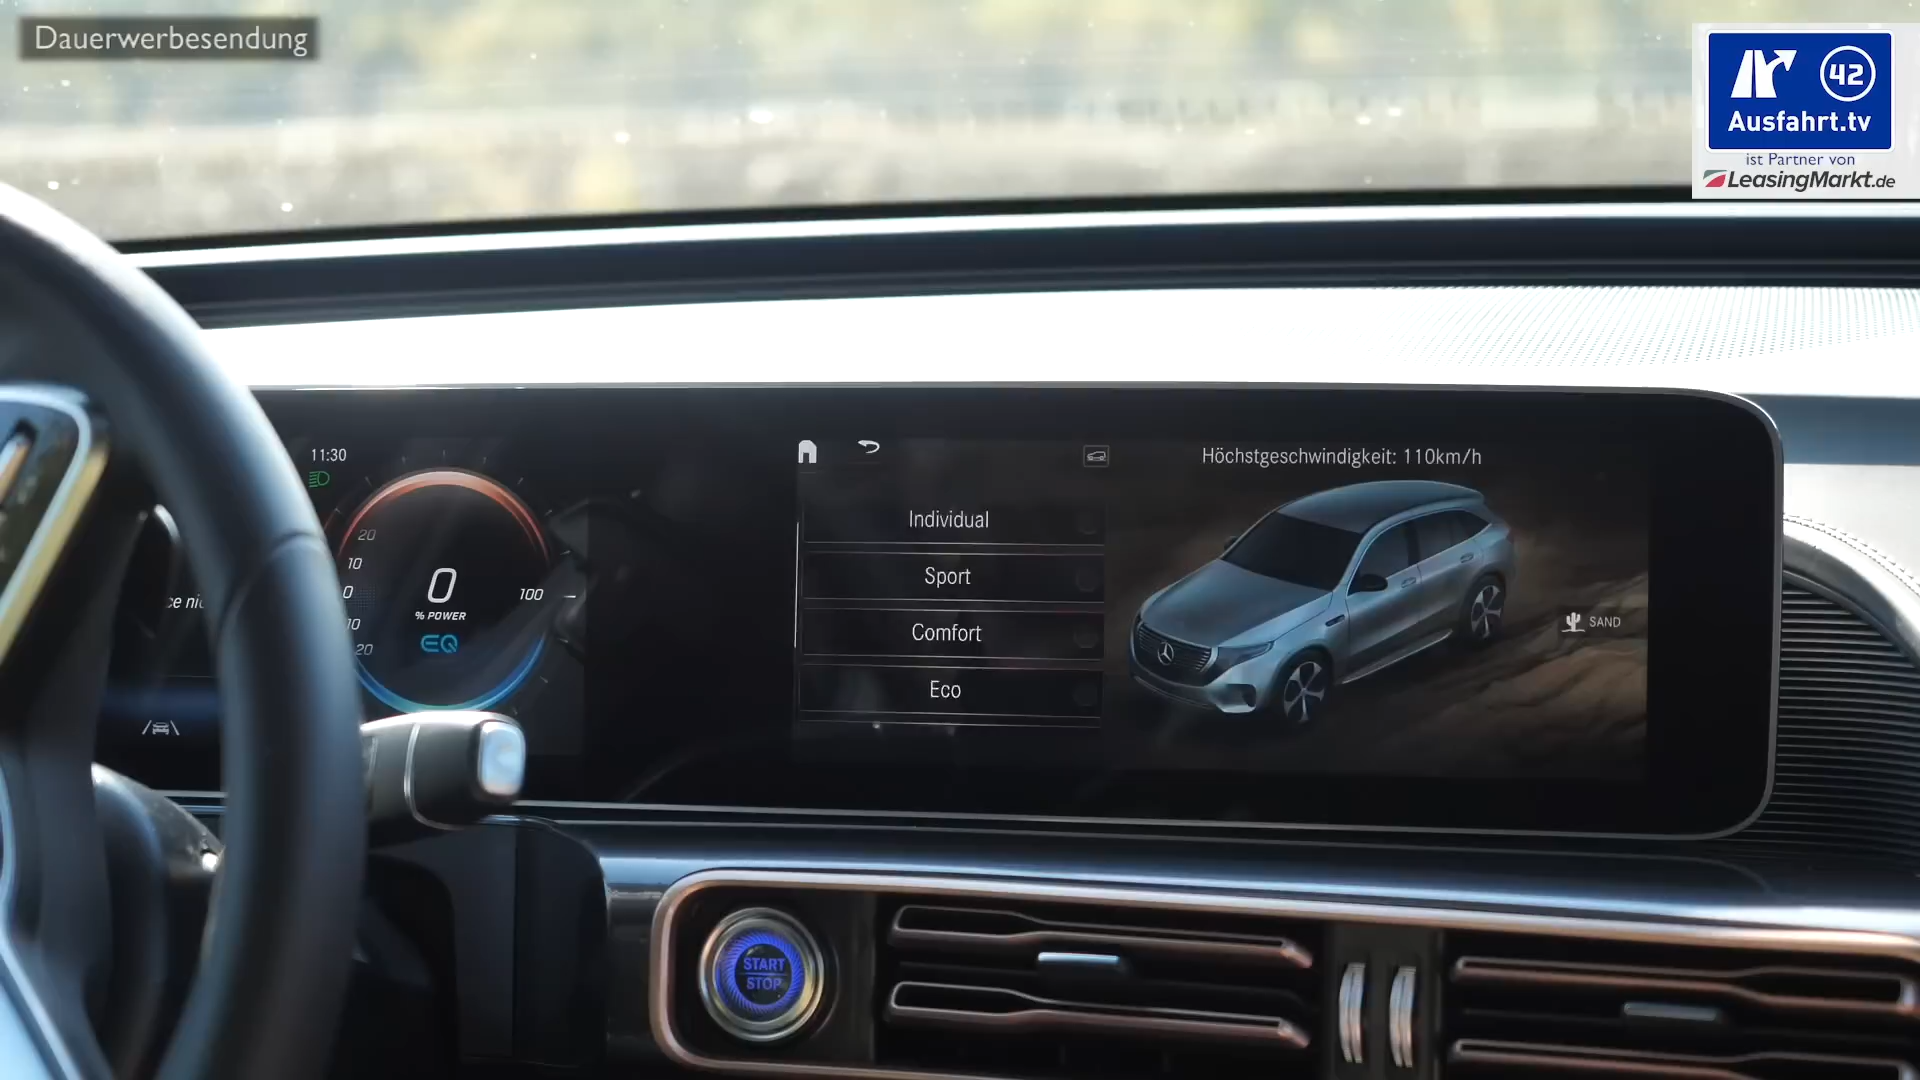 Dauerwerbesendung
42
Ausfahrt.tv
ist Partner von
LeasingMarkt.de
11:30
20
10
0
10
20
0
% POWER
EQ
100
Individual
Sport
Comfort
Eco
Höchstgeschwindigkeit: 110km/h
SAND
START
STOP